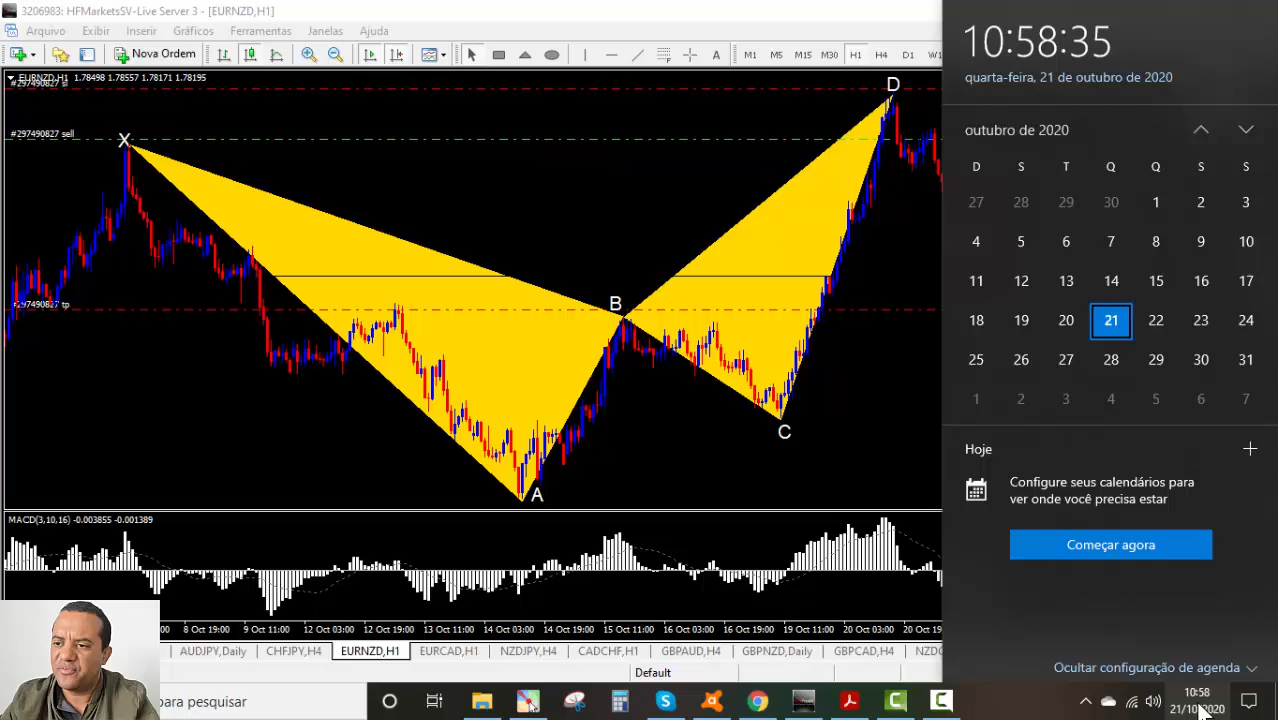 3206983: HFMarketsSV-Live Server 3 - [EURNZD,H1]
Arquivo Exibir Inserir Gráficos Ferramentas Janelas Ajuda
Nova Ordem A M1 M5 M15 M30 H1 H4 D1
EURNZD,H1 1.78498 1.78557 1.78171 1.78195
#297490827 sl
#297490827 sell
#297490827 tp
X
D
B
C
A
MACD(3,10,16) -0.003855 -0.001389
8 Oct 19:00 9 Oct 11:00 12 Oct 03:00 12 Oct 19:00 13 Oct 11:00 14 Oct 03:00 14 Oct 19:00 15 Oct 11:00 16 Oct 03:00 16 Oct 19:00 19 Oct 11:00 20 Oct 03:00 20 Oct 19:
AUDJPY,Daily CHFJPY,H4 EURNZD,H1 EURCAD,H1 NZDJPY,H4 CADCHF,H1 GBPAUD,H4 GBPNZD,Daily GBPCAD,H4 NZDC
Default
10:58:35
quarta-feira, 21 de outubro de 2020
outubro de 2020
D S T Q Q S S
27 28 29 30 1 2 3
4 5 6 7 8 9 10
11 12 13 14 15 16 17
18 19 20 21 22 23 24
25 26 27 28 29 30 31
1 2 3 4 5 6 7
Hoje
Configure seus calendários para
ver onde você precisa estar
Começar agora
Ocultar configuração de agenda
para pesquisar
10:58
21/10/2020